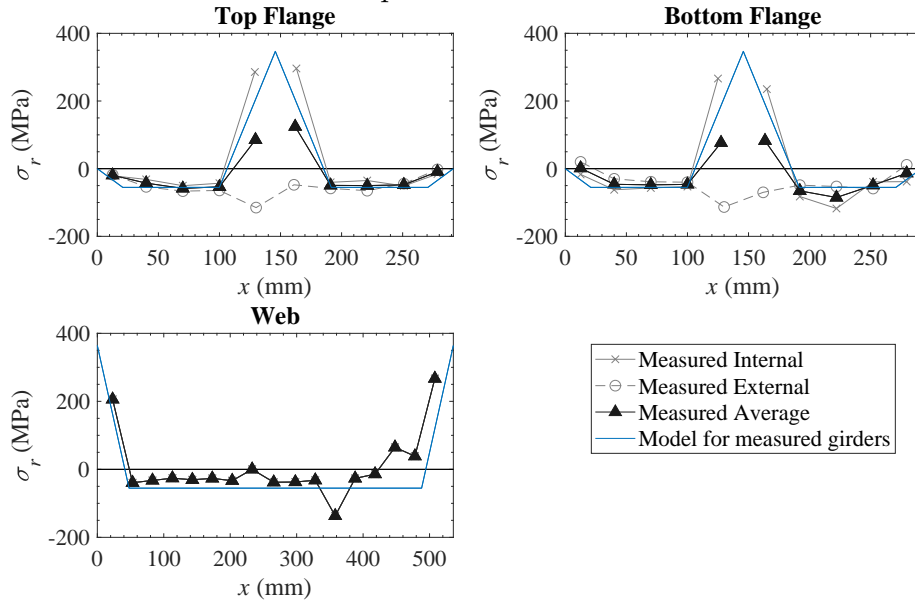 Top Flange
400
200
0
-200
σr (MPa)
0 50 100 150 200 250
x (mm)
Bottom Flange
400
200
0
-200
σr (MPa)
0 50 100 150 200 250
x (mm)
Web
400
200
0
-200
σr (MPa)
0 100 200 300 400 500
x (mm)
Measured Internal
Measured External
Measured Average
Model for measured girders